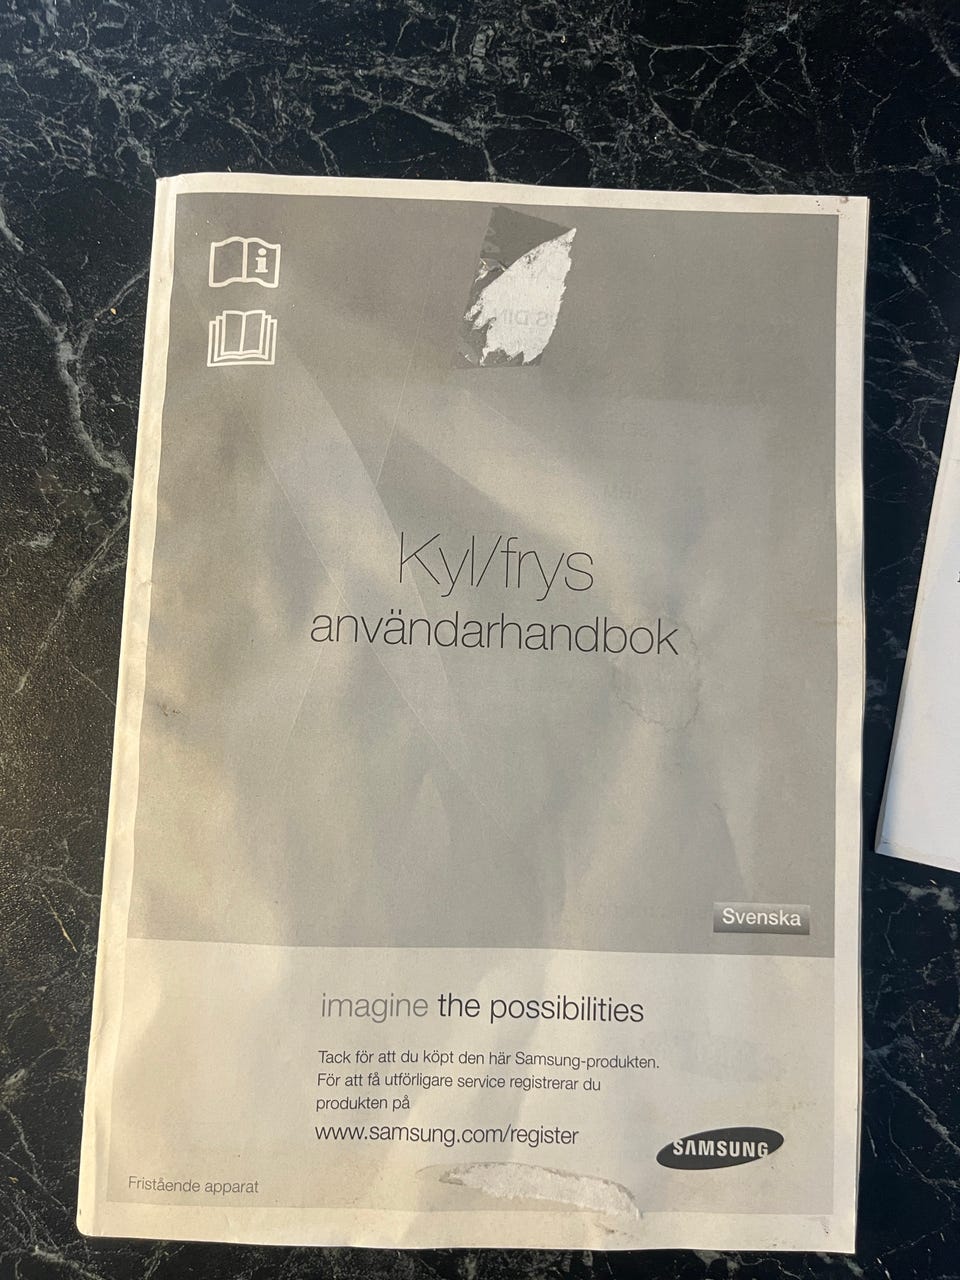 Kyl/frys
användarhandbok
Svenska
imagine the possibilities
Tack för att du köpt den här Samsung-produkten.
För att få utförligare service registrerar du
produkten på
www.samsung.com/register
SAMSUNG
Fristående apparat